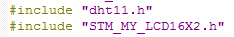 #include "dht11.h"
#include "STM_MY_LCD16X2.h"